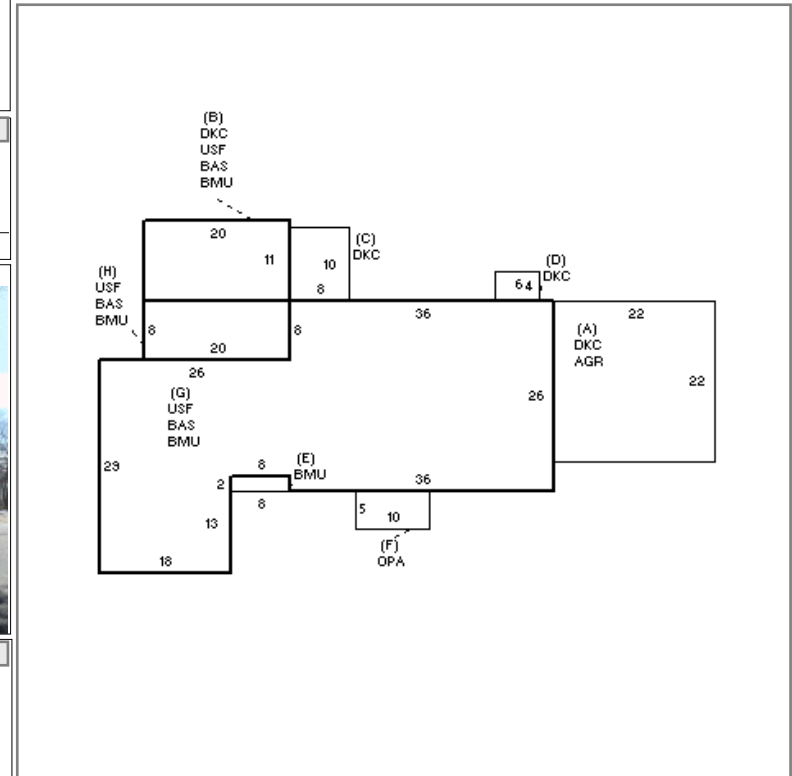 (B)
DKC
USF
BAS
BMU
20
11
(C)
DKC
10
8
(D)
DKC
6 4
(H)
USF
BAS
BMU
8
20
8
36
22
(A)
DKC
AGR
22
26
26
(G)
USF
BAS
BMU
29
8
(E)
BMU
2
8
36
13
5
10
(F)
OPA
18